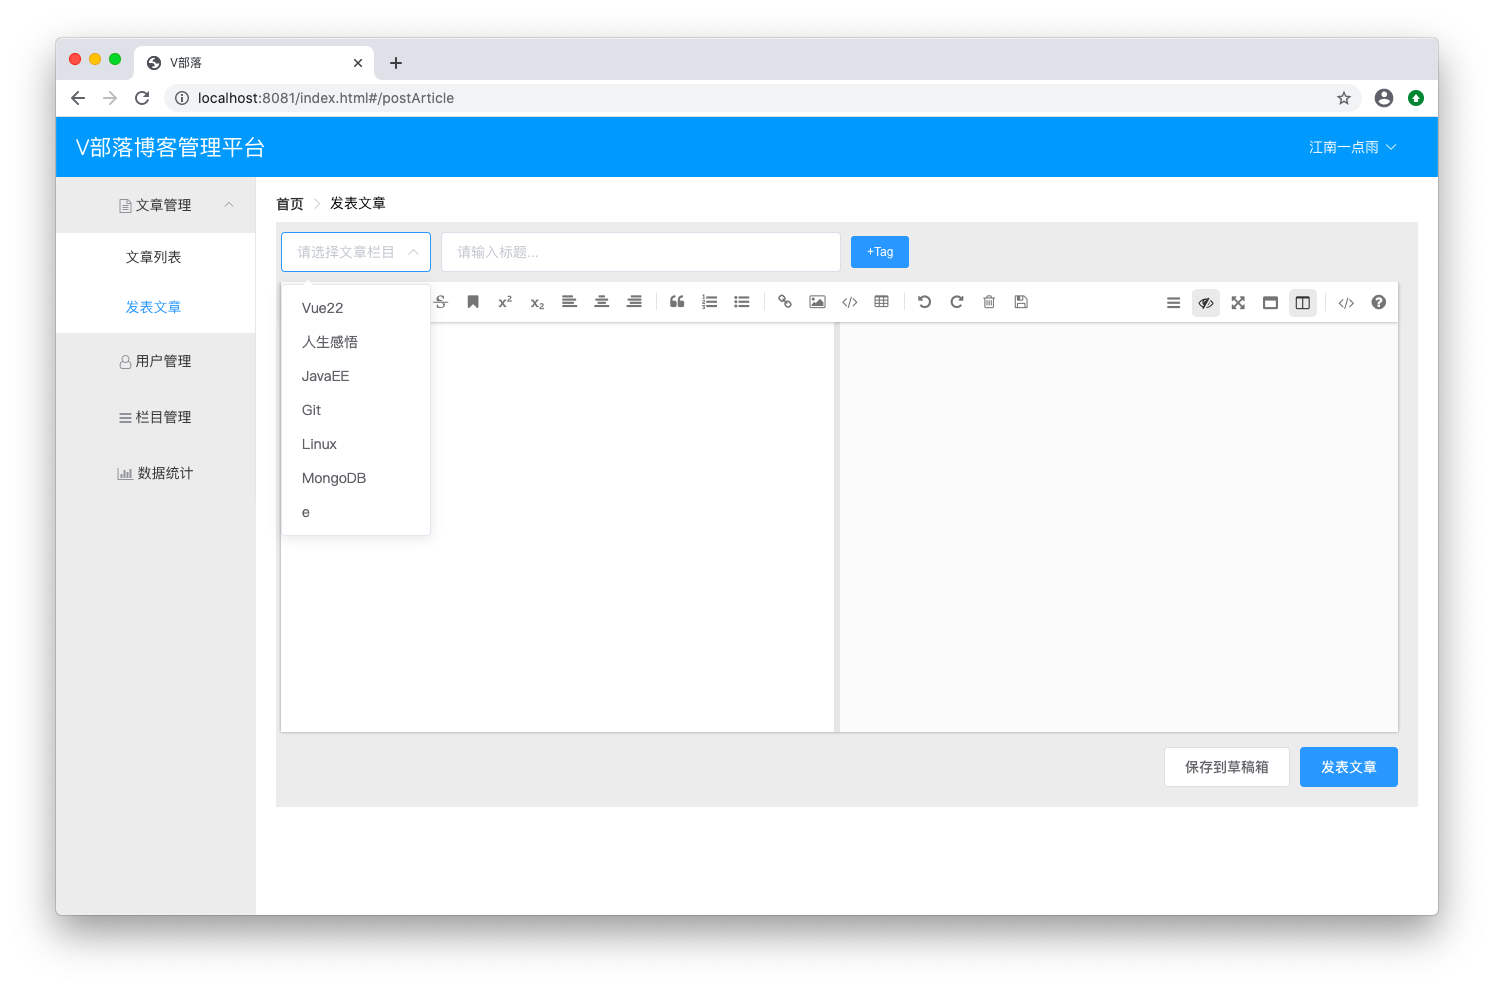 V部落
localhost:8081/index.html#/postArticle
V部落博客管理平台
江南一点雨
文章管理
文章列表
发表文章
用户管理
栏目管理
数据统计
首页 发表文章
请选择文章栏目 请输入标题... +Tag
Vue22
人生感悟
JavaEE
Git
Linux
MongoDB
e
保存到草稿箱 发表文章